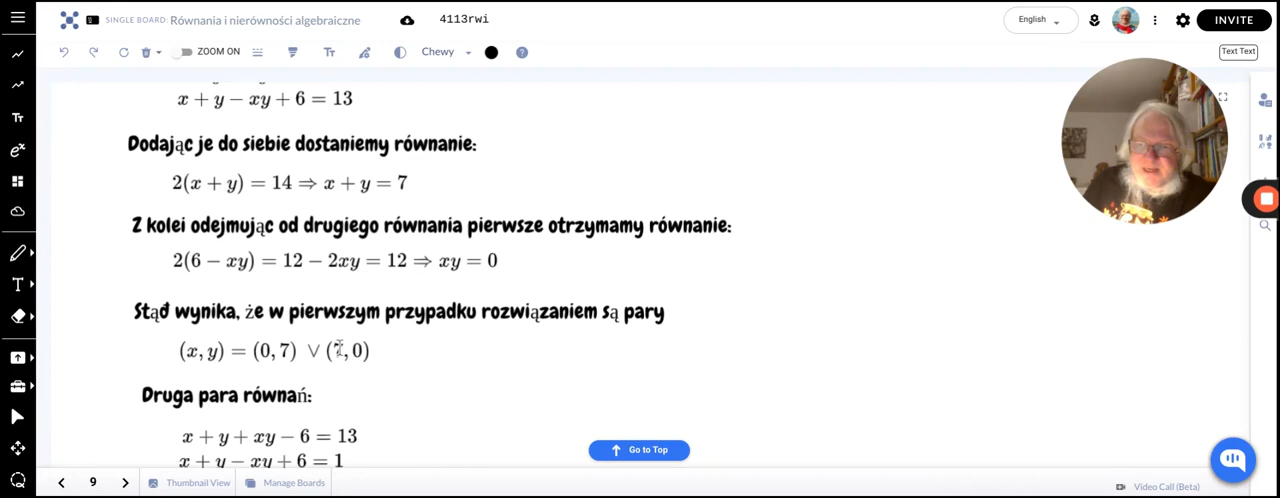 SINGLE BOARD: Równania i nierówności algebraiczne
4113rwi
English
INVITE
ZOOM ON
Chewy
Text Text
x + y − xy + 6 = 13
Dodając je do siebie dostaniemy równanie:
2(x + y) = 14 ⇒ x + y = 7
Z kolei odejmując od drugiego równania pierwsze otrzymamy równanie:
2(6 − xy) = 12 − 2xy = 12 ⇒ xy = 0
Stąd wynika, że w pierwszym przypadku rozwiązaniem są pary
(x, y) = (0, 7) ∨ (7, 0)
Druga para równań:
x + y + xy − 6 = 13
x + y − xy + 6 = 1
Go to Top
9
Thumbnail View
Manage Boards
Video Call (Beta)